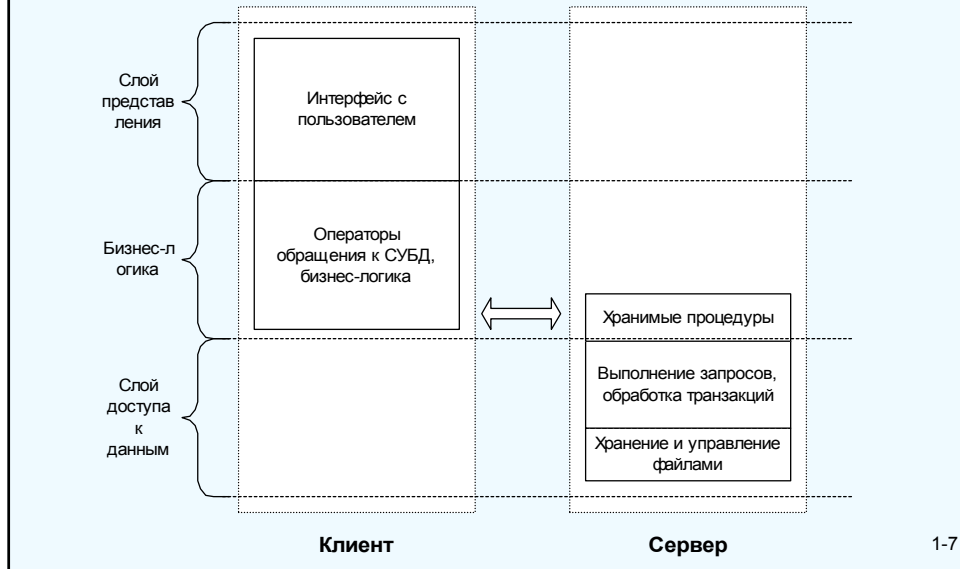 Слой
представ
ления
Интерфейс с
пользователем
Бизнес-л
огика
Операторы
обращения к СУБД,
бизнес-логика
Хранимые процедуры
Слой
доступа
к
данным
Выполнение запросов,
обработка транзакций
Хранение и управление
файлами
Клиент
Сервер
1-7